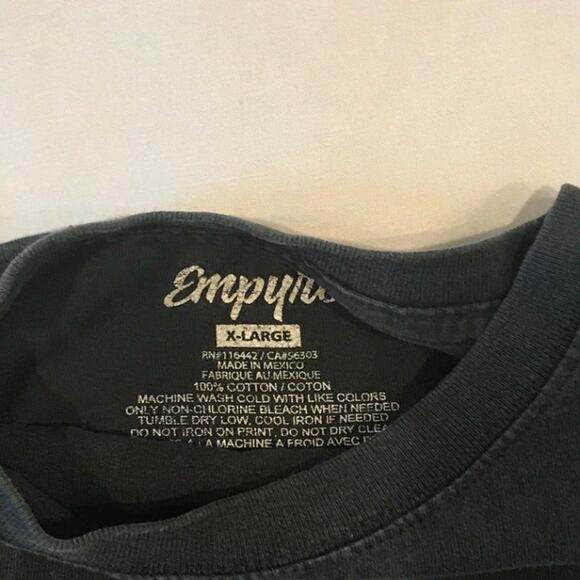 Empyre
X-LARGE
RN#116442 / CA#56303
MADE IN MEXICO
FABRIQUE AU MEXIQUE
100% COTTON / COTON
MACHINE WASH COLD WITH LIKE COLORS
ONLY NON-CHLORINE BLEACH WHEN NEEDED
TUMBLE DRY LOW, COOL IRON IF NEEDED
DO NOT IRON ON PRINT, DO NOT DRY CLEA
A LA MACHINE A FROID AVEC